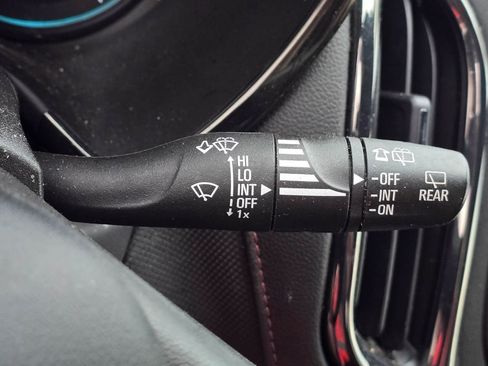 HI
LO
INT
OFF
1x
-OFF
-INT
-ON
REAR